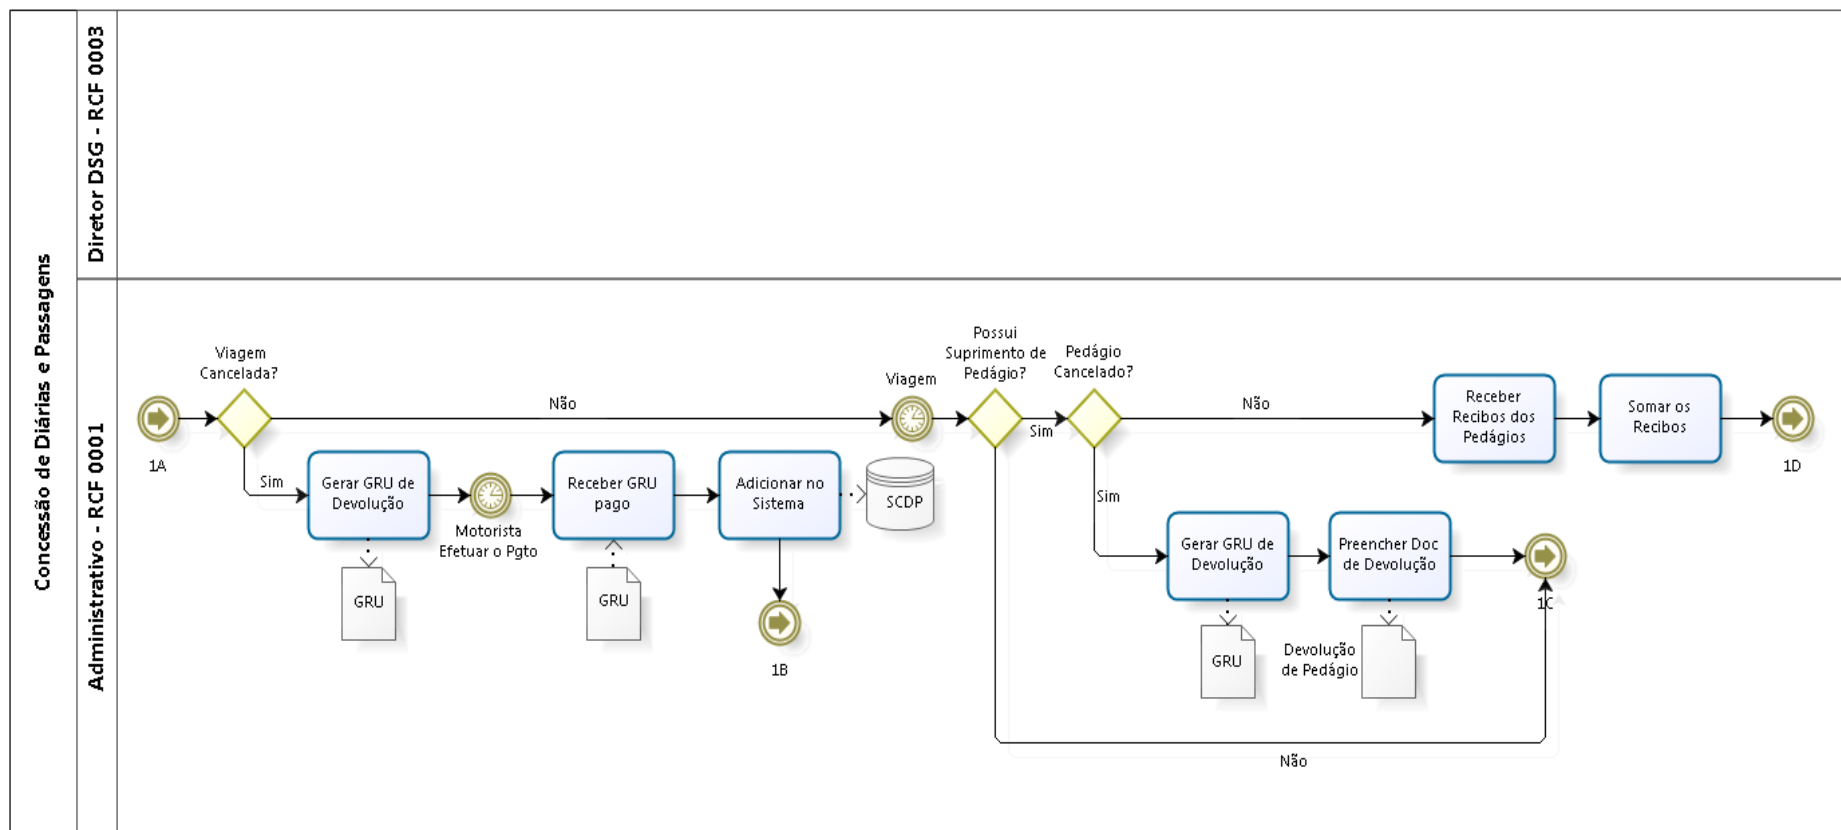 Concessão de Diárias e Passagens
Diretor DSG - RCF 0003
Administrativo - RCF 0001
1A
Viagem
Cancelada?
Não
Sim
Gerar GRU de
Devolução
GRU
Motorista
Efetuar o Pgto
Receber GRU
pago
GRU
Adicionar no
Sistema
SCDP
1B
Viagem
Possui
Suprimento de
Pedágio?
Sim
Não
Pedágio
Cancelado?
Não
Sim
Receber
Recibos dos
Pedágios
Somar os
Recibos
1D
Gerar GRU de
Devolução
GRU
Preencher Doc
de Devolução
Devolução
de Pedágio
1C